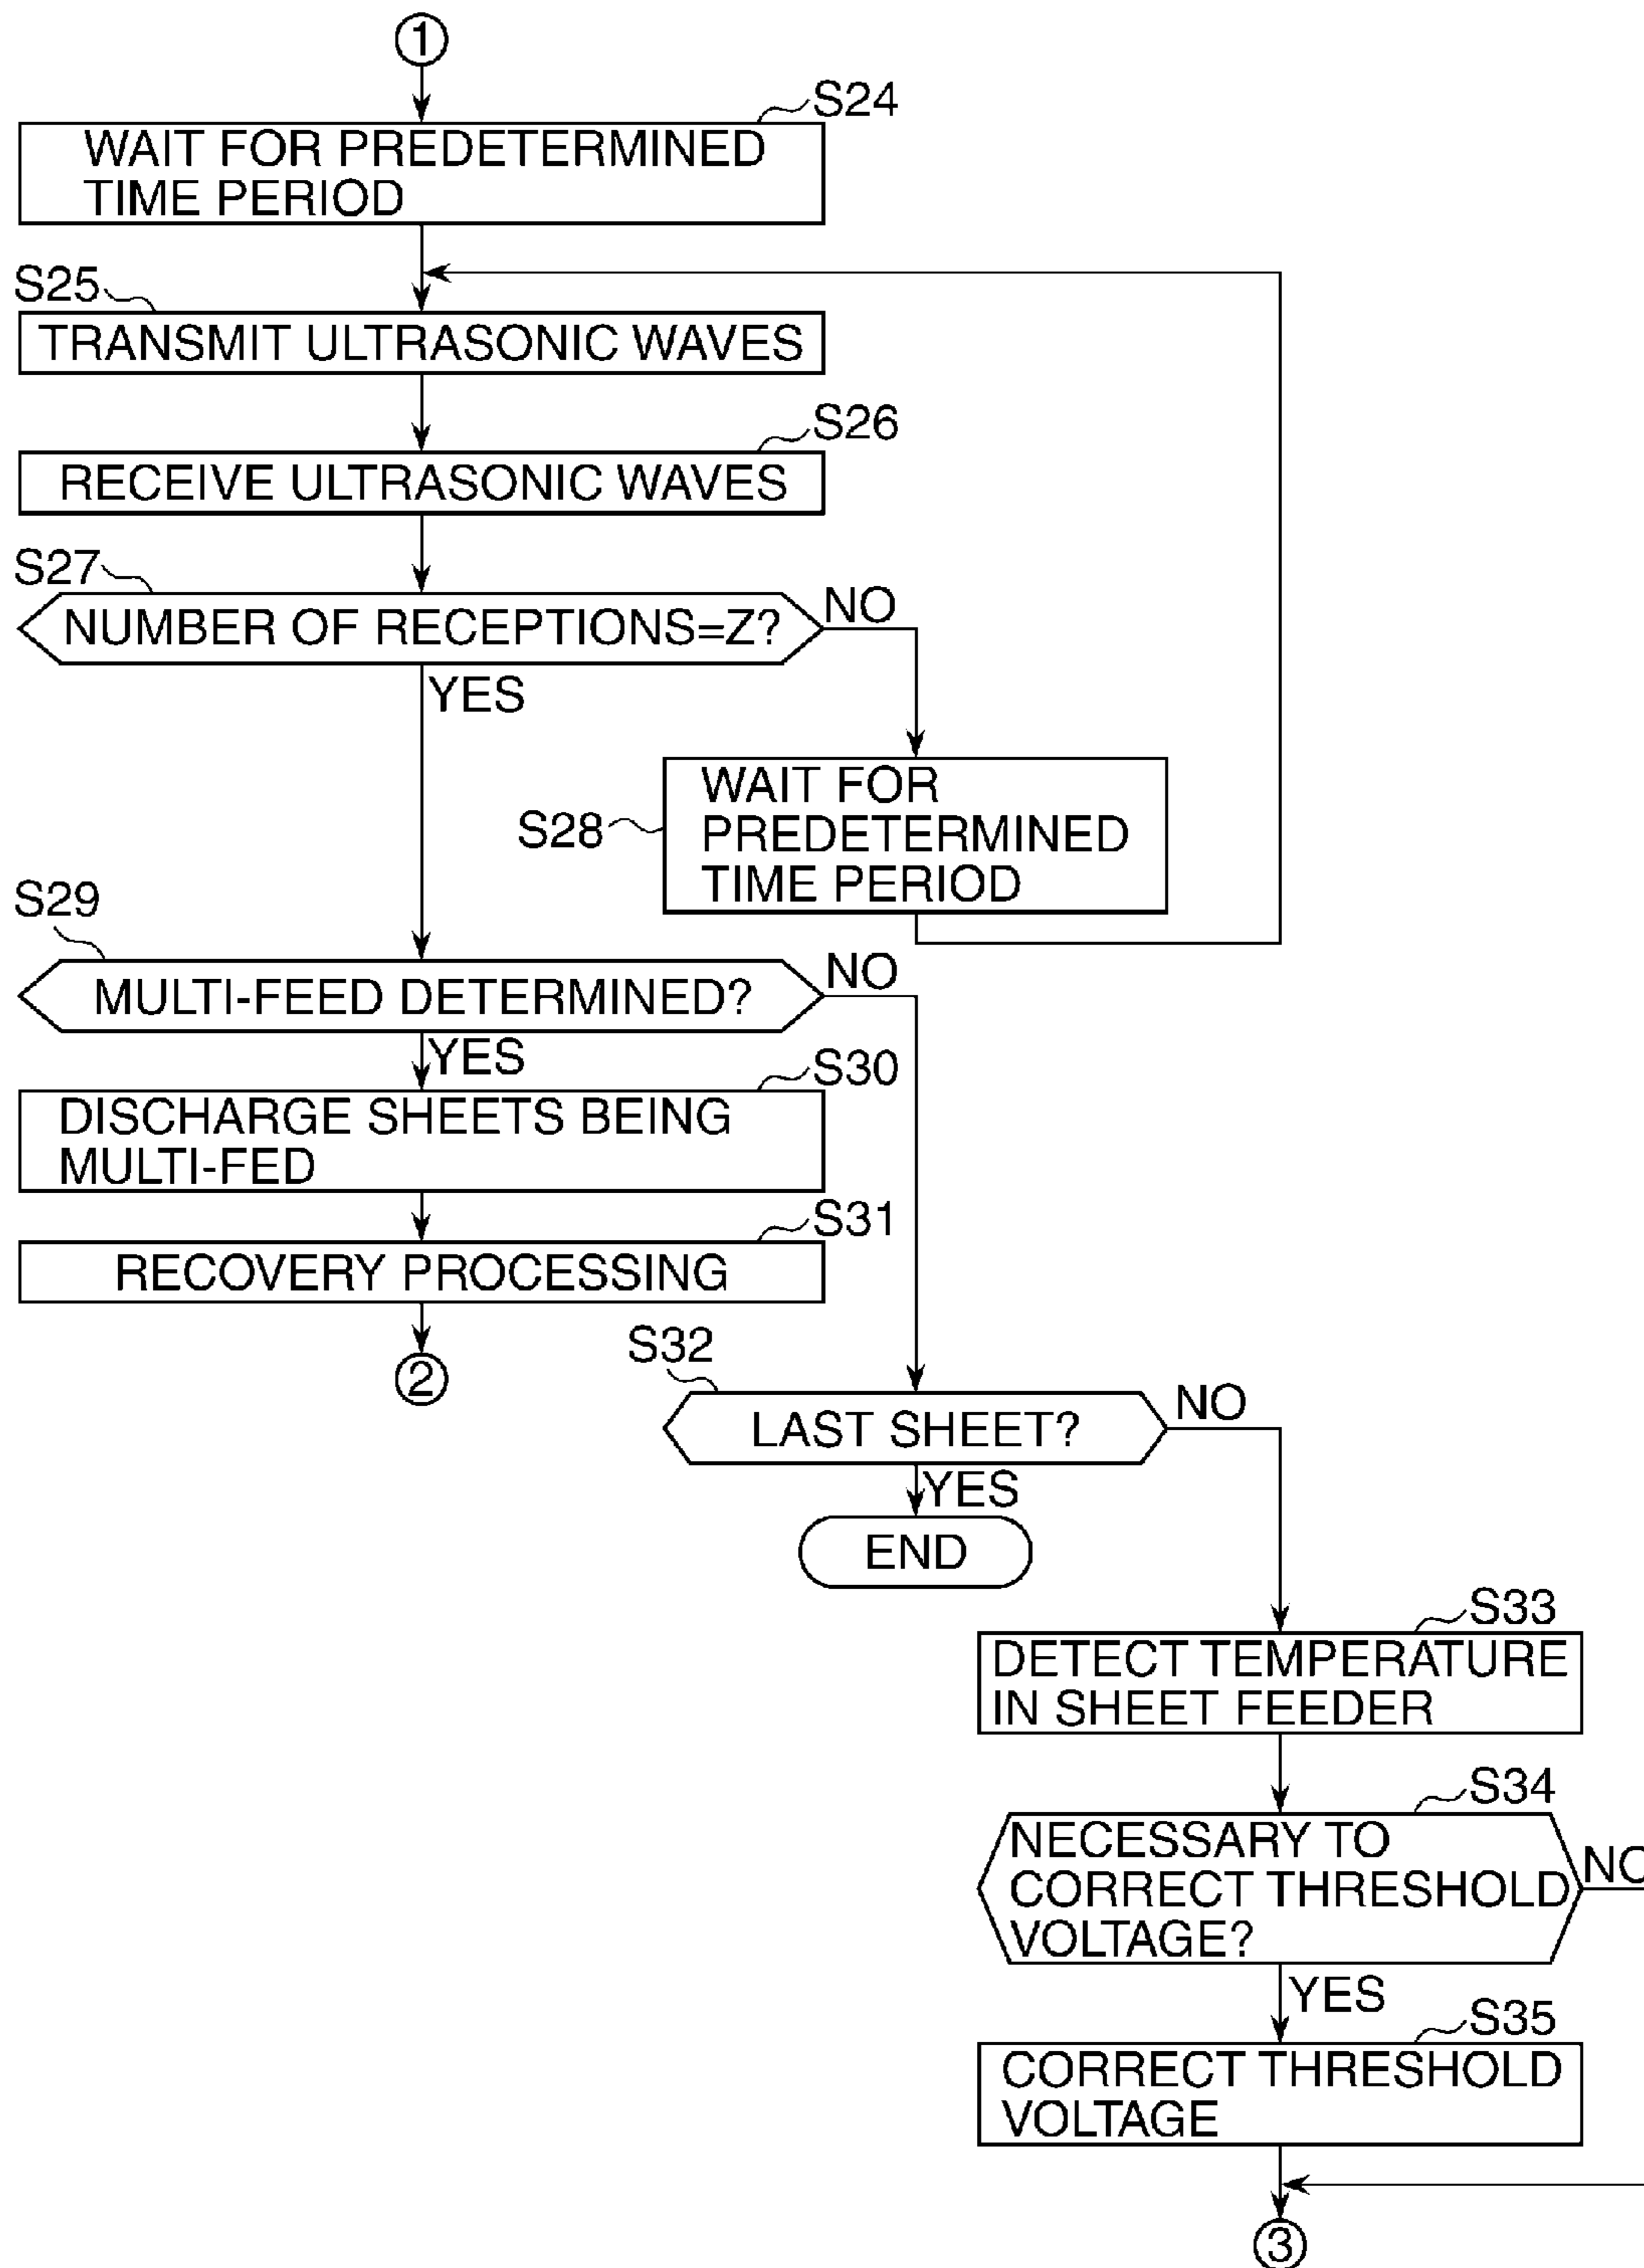 1
S24
WAIT FOR PREDETERMINED
TIME PERIOD
S25
TRANSMIT ULTRASONIC WAVES
S26
RECEIVE ULTRASONIC WAVES
S27
NUMBER OF RECEPTIONS=Z?
NO
YES
S28
WAIT FOR
PREDETERMINED
TIME PERIOD
S29
MULTI-FEED DETERMINED?
NO
YES
S30
DISCHARGE SHEETS BEING
MULTI-FED
S31
RECOVERY PROCESSING
2
S32
LAST SHEET?
NO
YES
END
S33
DETECT TEMPERATURE
IN SHEET FEEDER
S34
NECESSARY TO
CORRECT THRESHOLD
VOLTAGE?
NO
YES
S35
CORRECT THRESHOLD
VOLTAGE
3